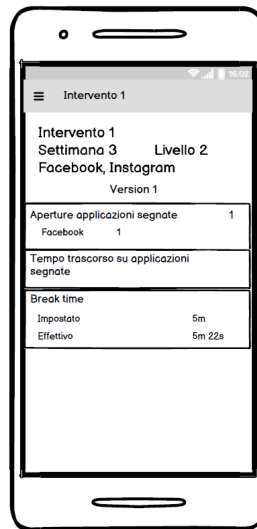 16:02
Intervento 1
Intervento 1
Settimana 3 Livello 2
Facebook, Instagram
Version 1
Aperture applicazioni segnate 1
Facebook 1
Tempo trascorso su applicazioni
segnate
Break time
Impostato 5m
Effettivo 5m 22s